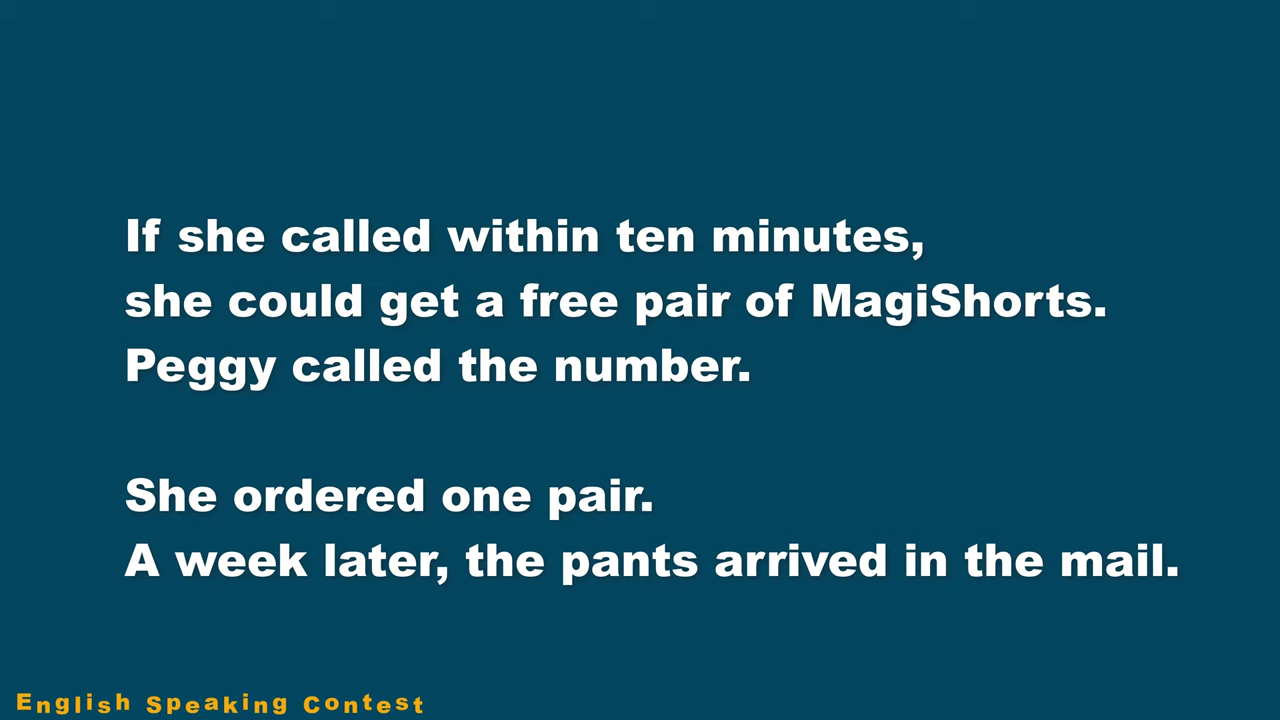 If she called within ten minutes,
she could get a free pair of MagiShorts.
Peggy called the number.
She ordered one pair.
A week later, the pants arrived in the mail.
English Speaking Contest